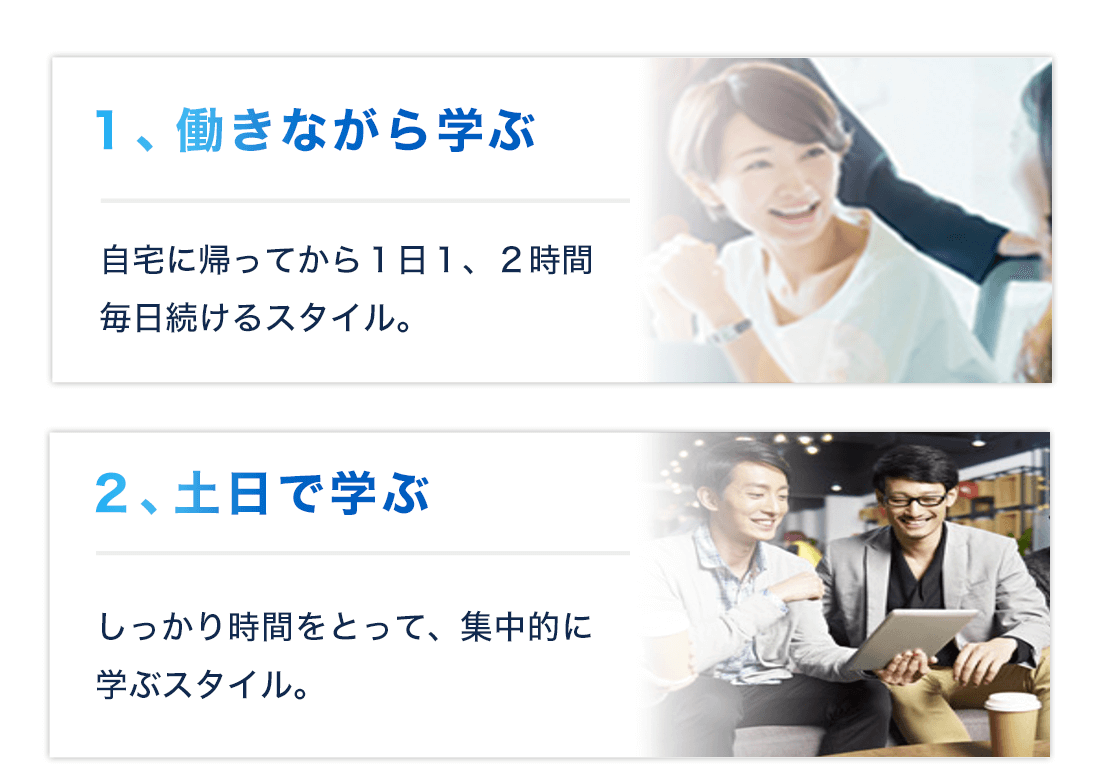 1、働きながら学ぶ
自宅に帰ってから１日１、２時間
毎日続けるスタイル。
2、土日で学ぶ
しっかり時間をとって、集中的に
学ぶスタイル。